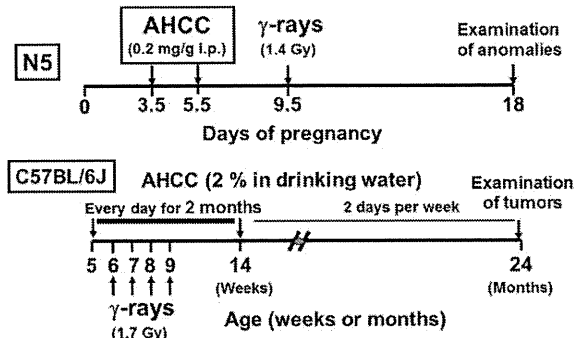 AHCC
(0.2 mg/g i.p.)
γ-rays
(1.4 Gy)
Examination
of anomalies
N5
0 3.5 5.5 9.5 18
Days of pregnancy
C57BL/6J
AHCC (2 % in drinking water)
Examination
of tumors
Every day for 2 months
2 days per week
5 6 7 8 9 14 24
(Weeks) (Months)
γ-rays
(1.7 Gy)
Age (weeks or months)